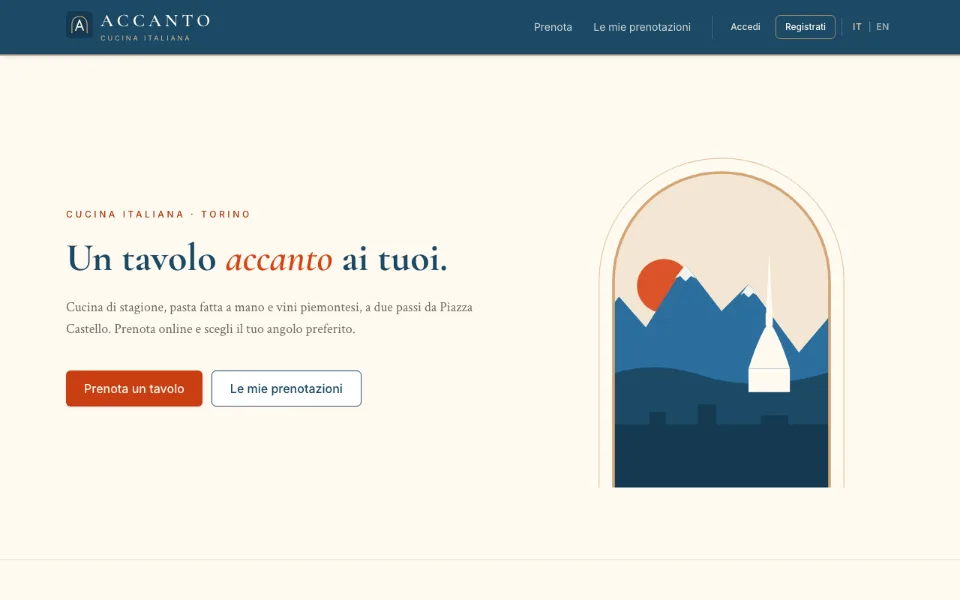 A ACCANTO
CUCINA ITALIANA
Prenota
Le mie prenotazioni
Accedi
Registrati
IT | EN
CUCINA ITALIANA · TORINO
Un tavolo accanto ai tuoi.
Cucina di stagione, pasta fatta a mano e vini piemontesi, a due passi da Piazza
Castello. Prenota online e scegli il tuo angolo preferito.
Prenota un tavolo
Le mie prenotazioni